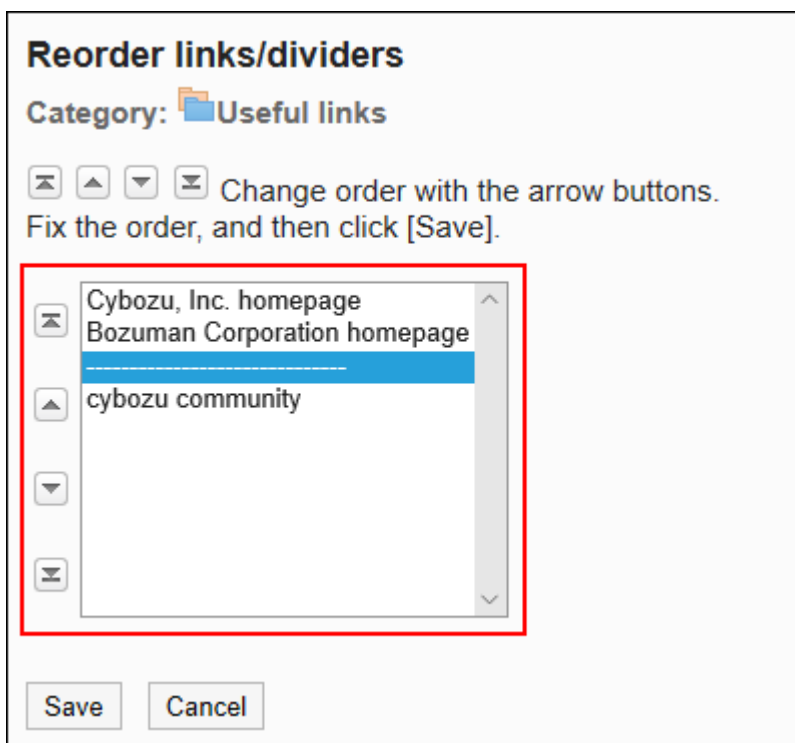 Reorder links/dividers
Category: Useful links
Change order with the arrow buttons.
Fix the order, and then click [Save].
Cybozu, Inc. homepage
Bozuman Corporation homepage
------------------------------
cybozu community
Save Cancel